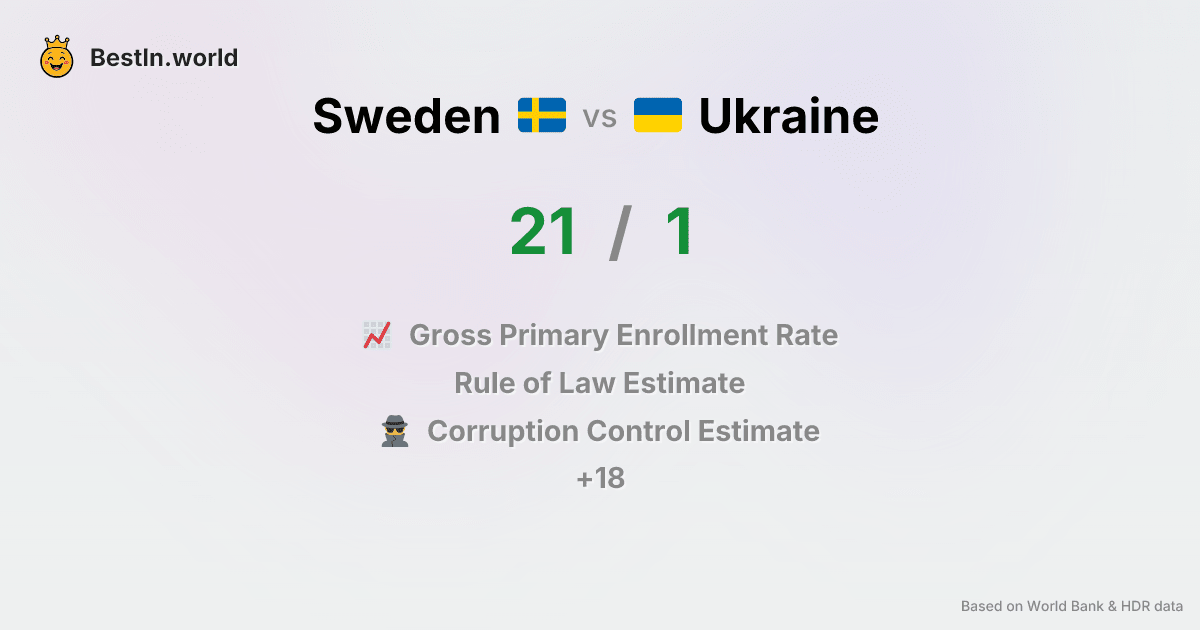 BestIn.world
Sweden vs Ukraine
21 / 1
Gross Primary Enrollment Rate
Rule of Law Estimate
Corruption Control Estimate
+18
Based on World Bank & HDR data